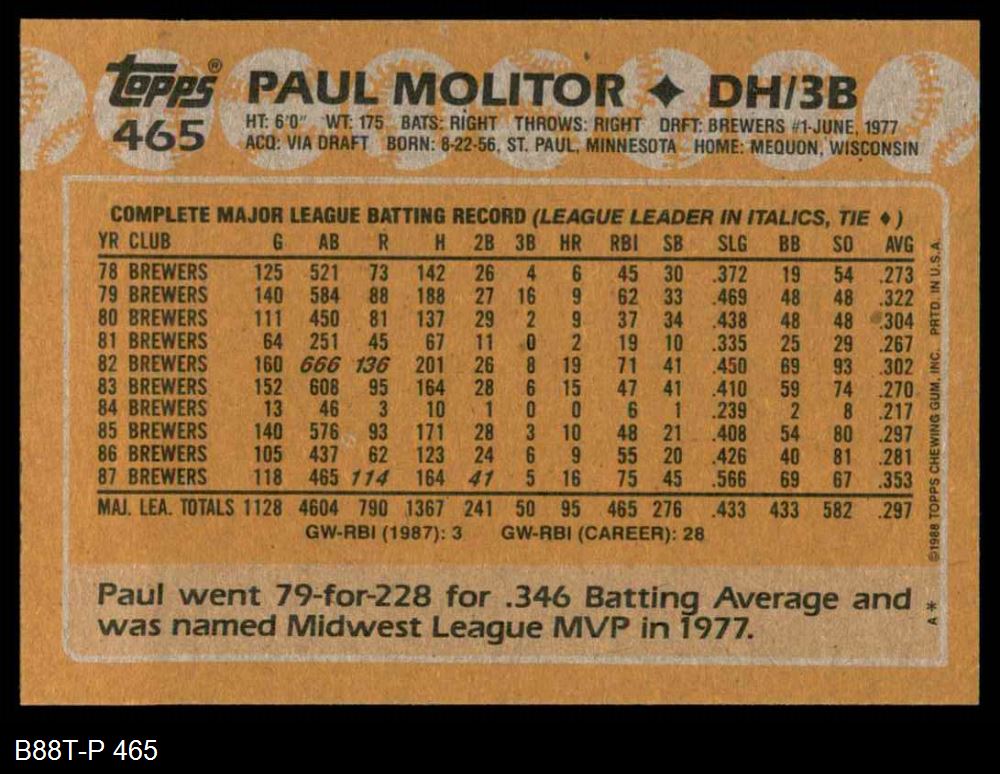 Topps® PAUL MOLITOR ♦ DH/3B
465 HT: 6'0" WT: 175 BATS: RIGHT THROWS: RIGHT DRFT: BREWERS #1-JUNE, 1977
ACQ: VIA DRAFT BORN: 8-22-56, ST. PAUL, MINNESOTA HOME: MEQUON, WISCONSIN
COMPLETE MAJOR LEAGUE BATTING RECORD (LEAGUE LEADER IN ITALICS, TIE ♦)
YR CLUB G AB R H 2B 3B HR RBI SB SLG BB SO AVG
78 BREWERS 125 521 73 142 26 4 6 45 30 .372 19 54 .273
79 BREWERS 140 584 88 188 27 16 9 62 33 .469 48 48 .322
80 BREWERS 111 450 81 137 29 2 9 37 34 .438 48 48 .304
81 BREWERS 64 251 45 67 11 0 2 19 10 .335 25 29 .267
82 BREWERS 160 666 136 201 26 8 19 71 41 .450 69 93 .302
83 BREWERS 152 608 95 164 28 6 15 47 41 .410 59 74 .270
84 BREWERS 13 46 3 10 1 0 0 6 1 .239 2 8 .217
85 BREWERS 140 576 93 171 28 3 10 48 21 .408 54 80 .297
86 BREWERS 105 437 62 123 24 6 9 55 20 .426 40 81 .281
87 BREWERS 118 465 114 164 41 5 16 75 45 .566 69 67 .353
MAJ. LEA. TOTALS 1128 4604 790 1367 241 50 95 465 276 .433 433 582 .297
GW-RBI (1987): 3 GW-RBI (CAREER): 28
Paul went 79-for-228 for .346 Batting Average and
was named Midwest League MVP in 1977.
A* ©1988 TOPPS CHEWING GUM, INC. PRTD. IN U.S.A.
B88T-P 465